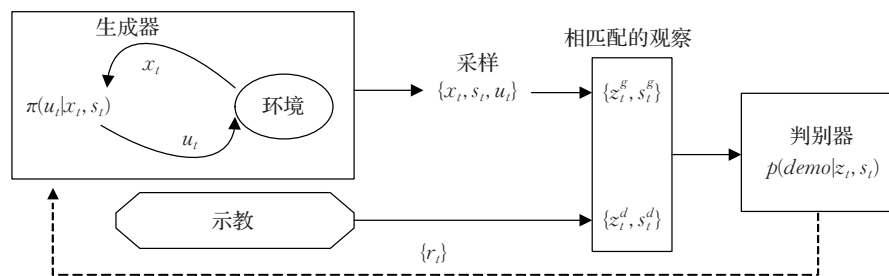 生成器
x_t
π(u_t|x_t, s_t)
环境
u_t
采样
{x_t, s_t, u_t}
相匹配的观察
{z_t^g, s_t^g}
判别器
p(demo|z_t, s_t)
示教
{z_t^d, s_t^d}
{r_t}